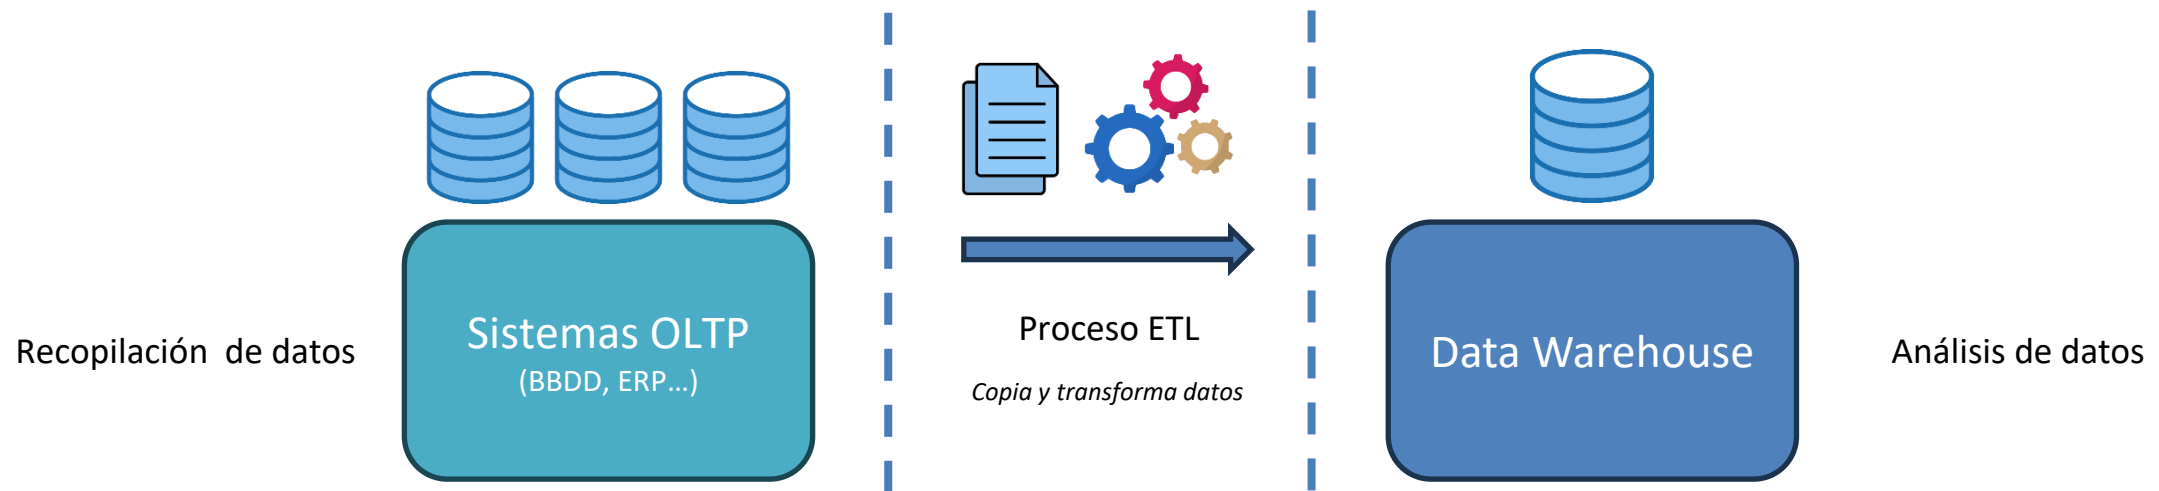 Recopilación  de datos
Sistemas OLTP
(BBDD, ERP…)
Proceso ETL
Copia y transforma datos
Data Warehouse
Análisis de datos